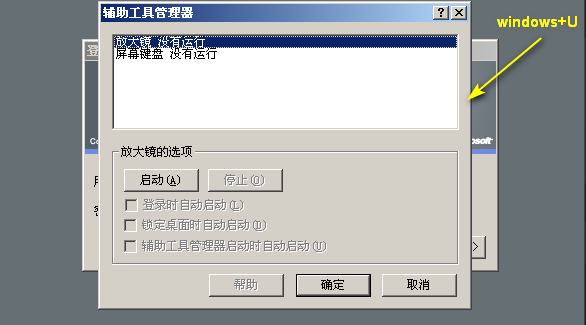 辅助工具管理器
windows+U
放大镜 没有运行
屏幕键盘 没有运行
登
Co
osoft
放大镜的选项
启动(A)
停止(O)
登录时自动启动(L)
锁定桌面时自动启动(D)
辅助工具管理器启动时自动启动(U)
帮助
确定
取消